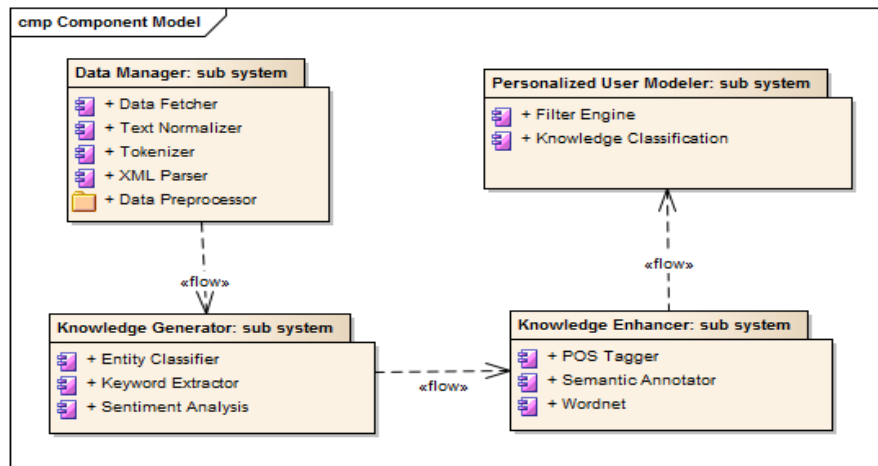 cmp Component Model
Data Manager: sub system
+ Data Fetcher
+ Text Normalizer
+ Tokenizer
+ XML Parser
+ Data Preprocessor
Personalized User Modeler: sub system
+ Filter Engine
+ Knowledge Classification
«flow»
«flow»
Knowledge Generator: sub system
+ Entity Classifier
+ Keyword Extractor
+ Sentiment Analysis
«flow»
Knowledge Enhancer: sub system
+ POS Tagger
+ Semantic Annotator
+ Wordnet